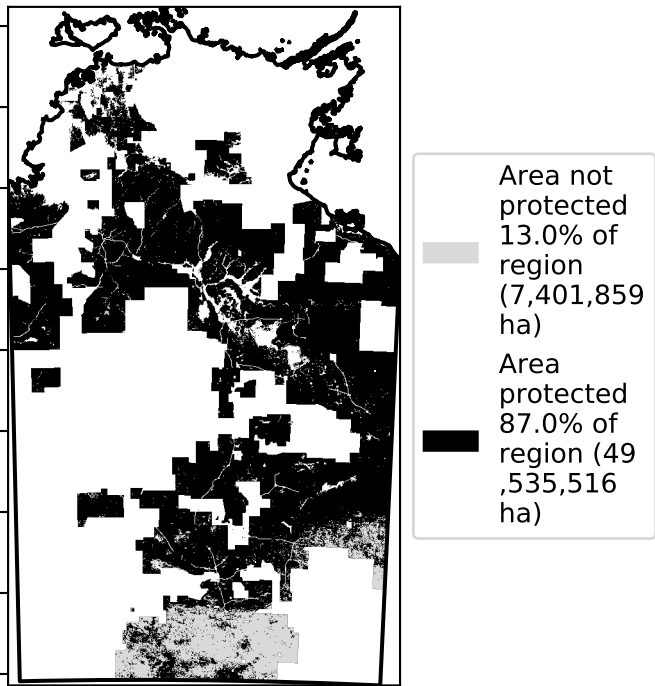 Area not
protected
13.0% of
region
(7,401,859
ha)
Area
protected
87.0% of
region (49
,535,516
ha)